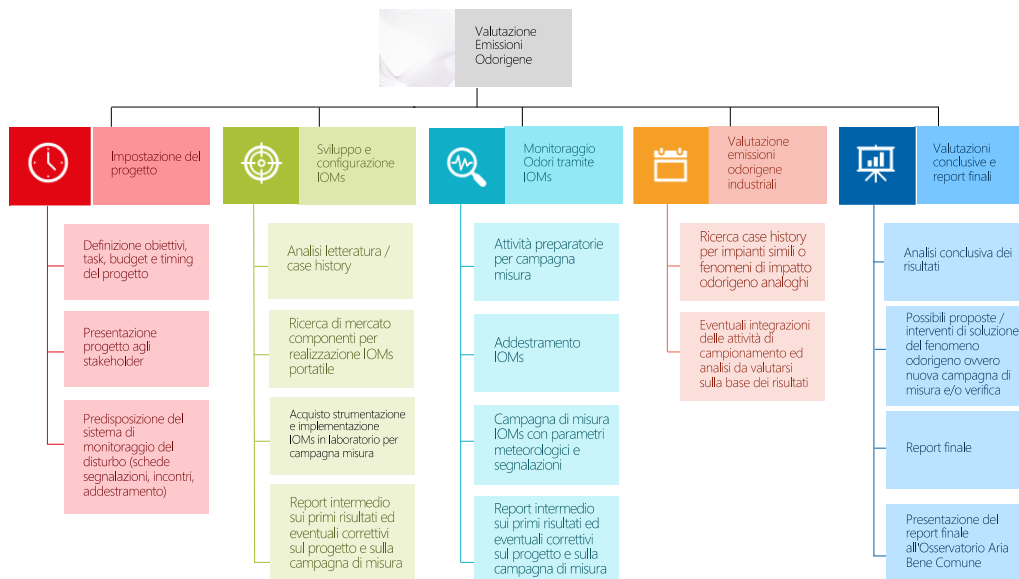 Valutazione
Emissioni
Odorigene
Impostazione del
progetto
Definizione obiettivi,
task, budget e timing
del progetto
Presentazione
progetto agli
stakeholder
Predisposizione del
sistema di
monitoraggio del
disturbo (schede
segnalazioni, incontri,
addestramento)
Sviluppo e
configurazione
IOMs
Analisi letteratura /
case history
Ricerca di mercato
componenti per
realizzazione IOMs
portatile
Acquisto strumentazione
e implementazione
IOMs in laboratorio per
campagna misura
Report intermedio
sui primi risultati ed
eventuali correttivi
sul progetto e sulla
campagna di misura
Monitoraggio
Odori tramite
IOMs
Attività preparatorie
per campagna
misura
Addestramento
IOMs
Campagna di misura
IOMs con parametri
meteorologici e
segnalazioni
Report intermedio
sui primi risultati ed
eventuali correttivi
sul progetto e sulla
campagna di misura
Valutazione
emissioni
odorigene
industriali
Ricerca case history
per impianti simili o
fenomeni di impatto
odorigeno analoghi
Eventuali integrazioni
delle attività di
campionamento ed
analisi da valutarsi
sulla base dei risultati
Valutazioni
conclusive e
report finali
Analisi conclusiva dei
risultati
Possibili proposte /
interventi di soluzione
del fenomeno
odorigeno ovvero
nuova campagna di
misura e/o verifica
Report finale
Presentazione del
report finale
all'Osservatorio Aria
Bene Comune